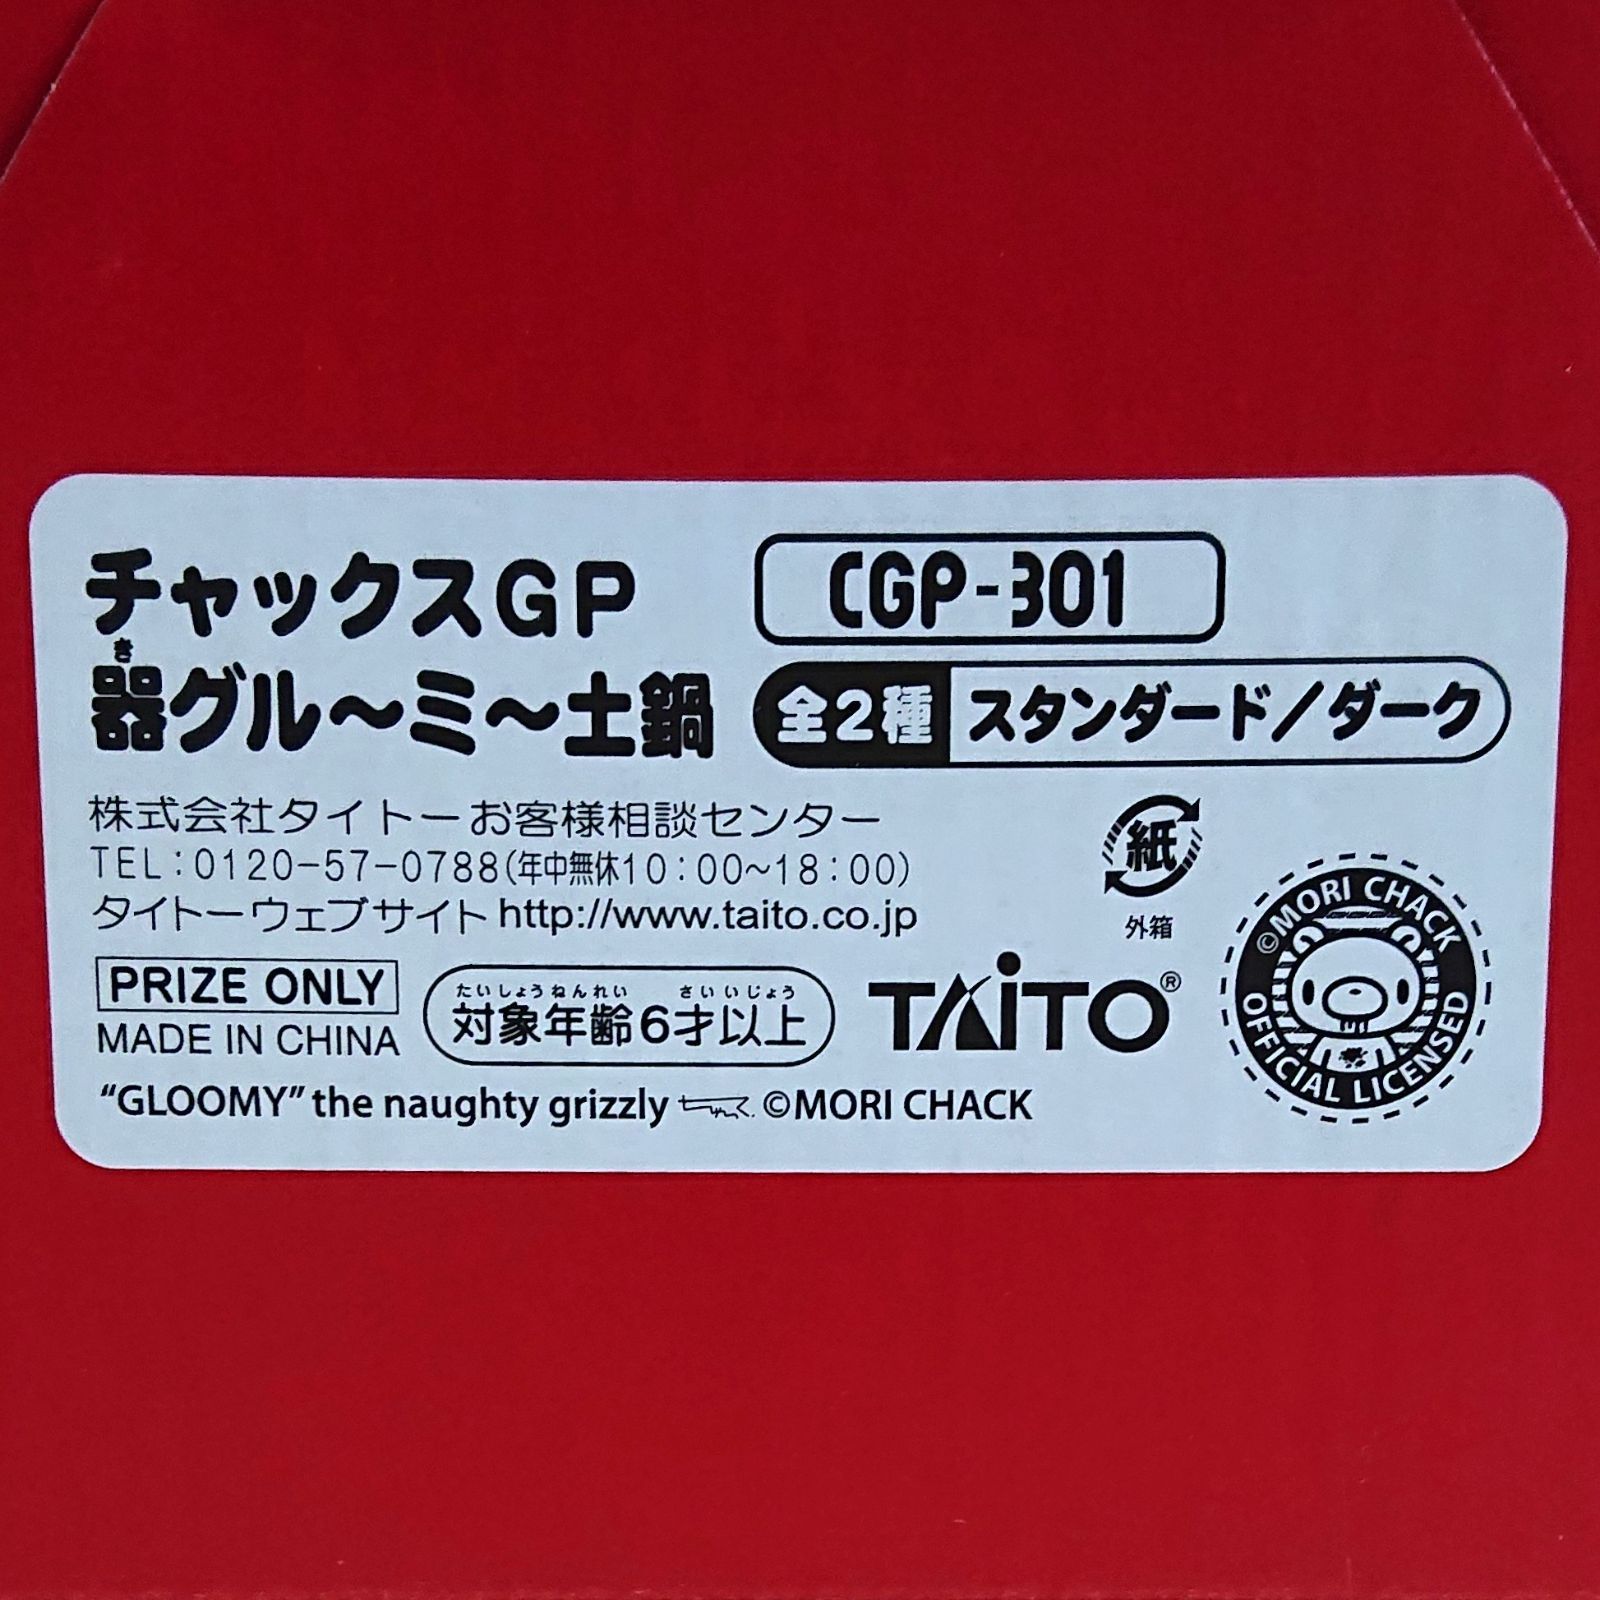 チャックスGP
CGP-301
き
器グル～ミ～土鍋
全2種 スタンダード／ダーク
株式会社タイトーお客様相談センター
TEL：0120-57-0788（年中無休10：00～18：00）
タイトーウェブサイト http://www.taito.co.jp
紙
外箱
PRIZE ONLY
MADE IN CHINA
たいしょうねんれい さいいじょう
対象年齢6才以上
TAiTO®
©MORI CHACK
OFFICIAL LICENSED
"GLOOMY" the naughty grizzly ©MORI CHACK